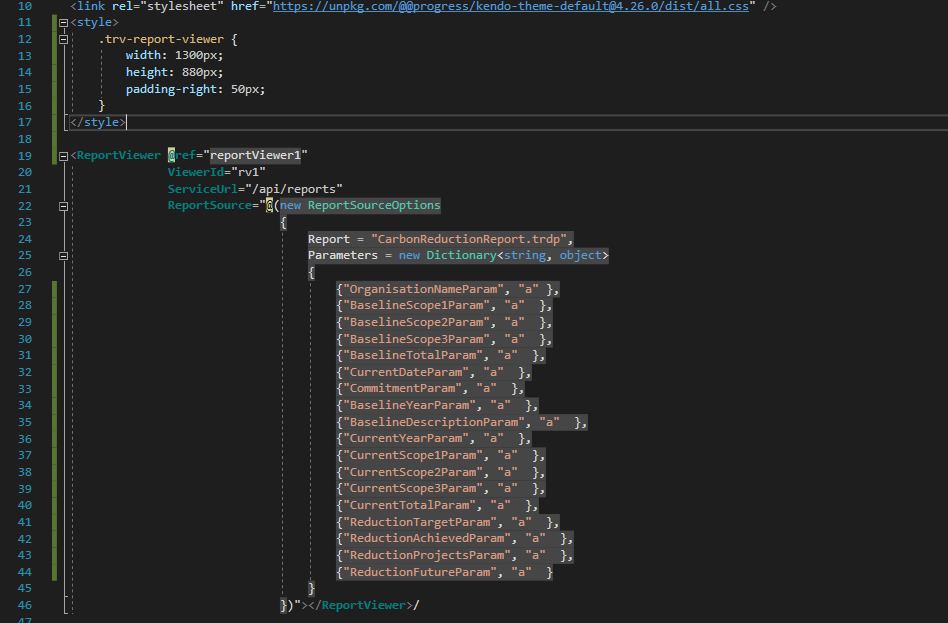 10 <link rel="stylesheet" href="https://unpkg.com/@@progress/kendo-theme-default@4.26.0/dist/all.css" />
11 <style>
12 .trv-report-viewer {
13 width: 1300px;
14 height: 880px;
15 padding-right: 50px;
16 }
17 </style>
18
19 <ReportViewer @ref="reportViewer1"
20 ViewerId="rv1"
21 ServiceUrl="/api/reports"
22 ReportSource="@(new ReportSourceOptions
23 {
24 Report = "CarbonReductionReport.trdp",
25 Parameters = new Dictionary<string, object>
26 {
27 {"OrganisationNameParam", "a" },
28 {"BaselineScope1Param", "a"  },
29 {"BaselineScope2Param", "a"  },
30 {"BaselineScope3Param", "a"  },
31 {"BaselineTotalParam", "a"  },
32 {"CurrentDateParam", "a"  },
33 {"CommitmentParam", "a"  },
34 {"BaselineYearParam", "a"  },
35 {"BaselineDescriptionParam", "a"  },
36 {"CurrentYearParam", "a"  },
37 {"CurrentScope1Param", "a"  },
38 {"CurrentScope2Param", "a"  },
39 {"CurrentScope3Param", "a"  },
40 {"CurrentTotalParam", "a"  },
41 {"ReductionTargetParam", "a"  },
42 {"ReductionAchievedParam", "a"  },
43 {"ReductionProjectsParam", "a"  },
44 {"ReductionFutureParam", "a"  }
45 }
46 })"></ReportViewer>/
47